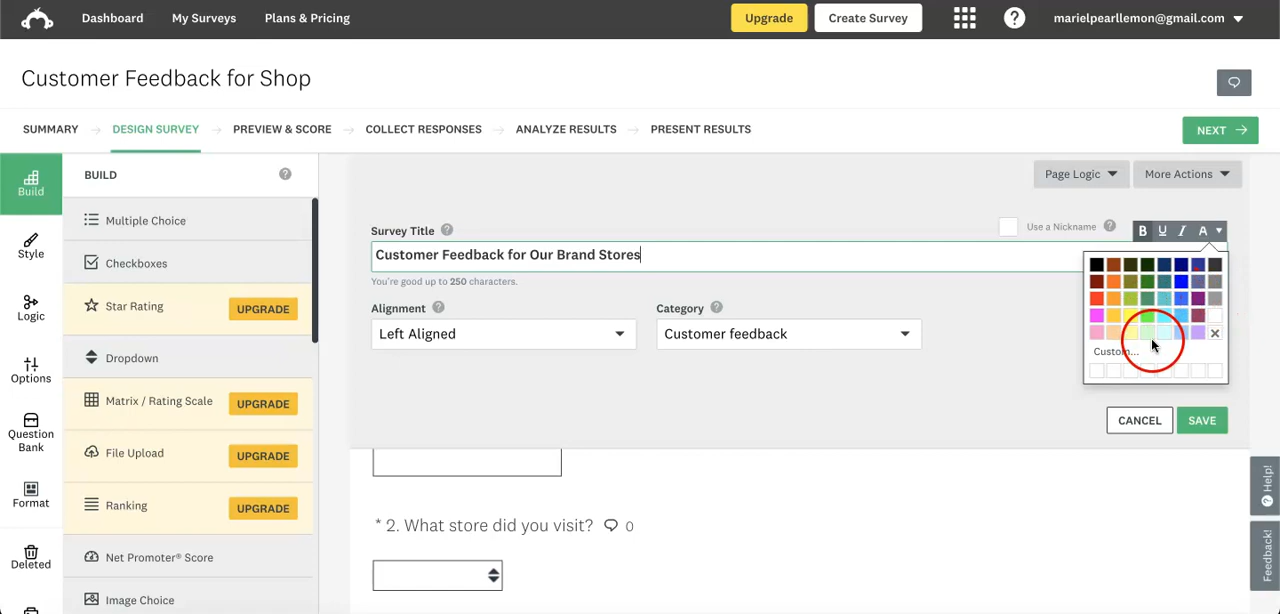 Dashboard
My Surveys
Plans & Pricing
Upgrade
Create Survey
?
marielpearllemon@gmail.com
Customer Feedback for Shop
SUMMARY
DESIGN SURVEY
PREVIEW & SCORE
COLLECT RESPONSES
ANALYZE RESULTS
PRESENT RESULTS
NEXT
Build
Style
Logic
Options
Question
Bank
Format
Deleted
BUILD
?
Multiple Choice
Checkboxes
Star Rating
UPGRADE
Dropdown
Matrix / Rating Scale
UPGRADE
File Upload
UPGRADE
Ranking
UPGRADE
Net Promoter® Score
Image Choice
Page Logic
More Actions
Survey Title ?
Use a Nickname ?
B U I A
Customer Feedback for Our Brand Stores
You're good up to 250 characters.
Alignment ?
Left Aligned
Category ?
Customer feedback
Custom...
CANCEL
SAVE
* 2. What store did you visit? 0
Help!
Feedback!